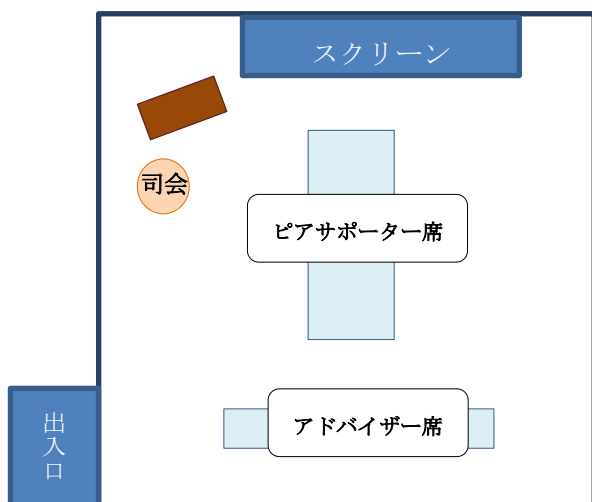 スクリーン
司会
ピアサポーター席
アドバイザー席
出入口